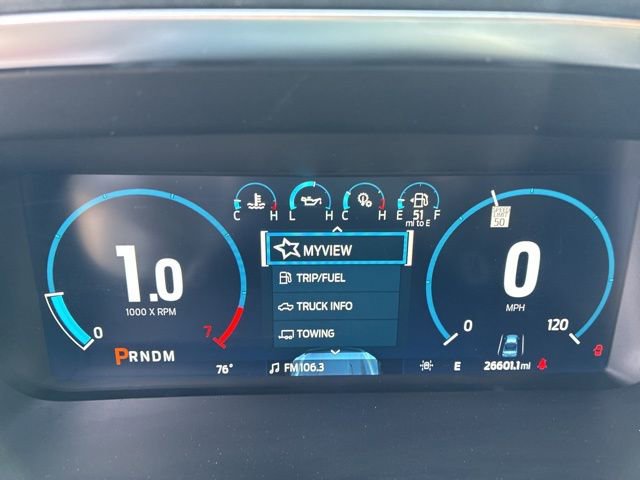 C H L H C H E 51 F
mi to E
MYVIEW
TRIP/FUEL
TRUCK INFO
TOWING
1.0
1000 X RPM
0 7
PRNDM
76°
FM 106.3
50
0
MPH
0 120
E
26601.1 mi